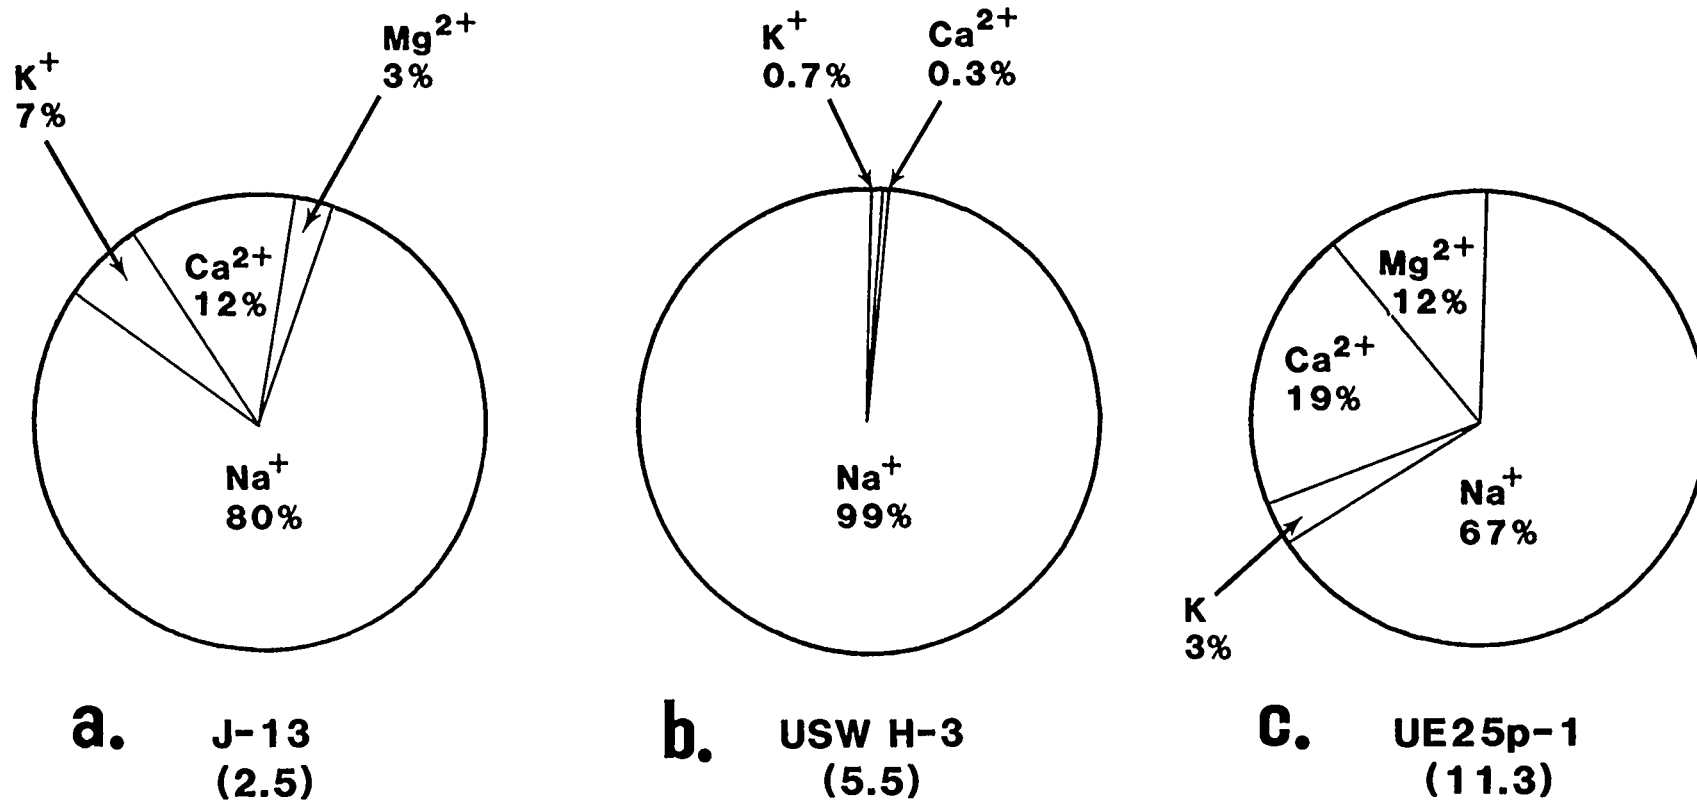 K⁺
7%
Mg²⁺
3%
Ca²⁺
12%
Na⁺
80%
a.
J-13
(2.5)
K⁺
0.7%
Ca²⁺
0.3%
Na⁺
99%
b.
USW H-3
(5.5)
Mg²⁺
12%
Ca²⁺
19%
Na⁺
67%
K
3%
c.
UE25p-1
(11.3)